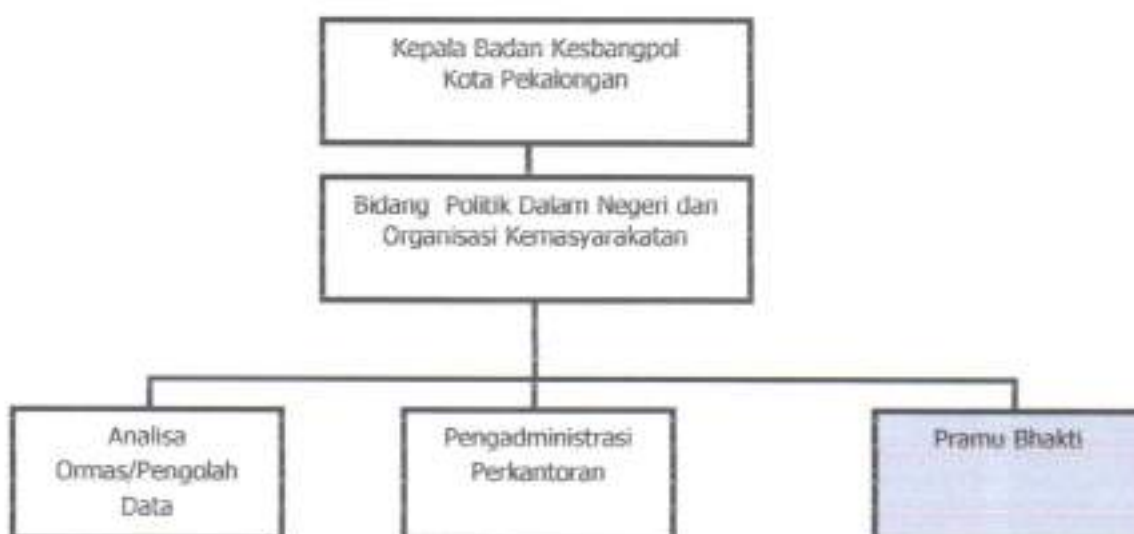 Kepala Badan Kesbangpol
Kota Pekalongan
Bidang Politik Dalam Negeri dan
Organisasi Kemasyarakatan
Analisa
Ormas/Pengolah
Data
Pengadministrasi
Perkantoran
Pramu Bhakti